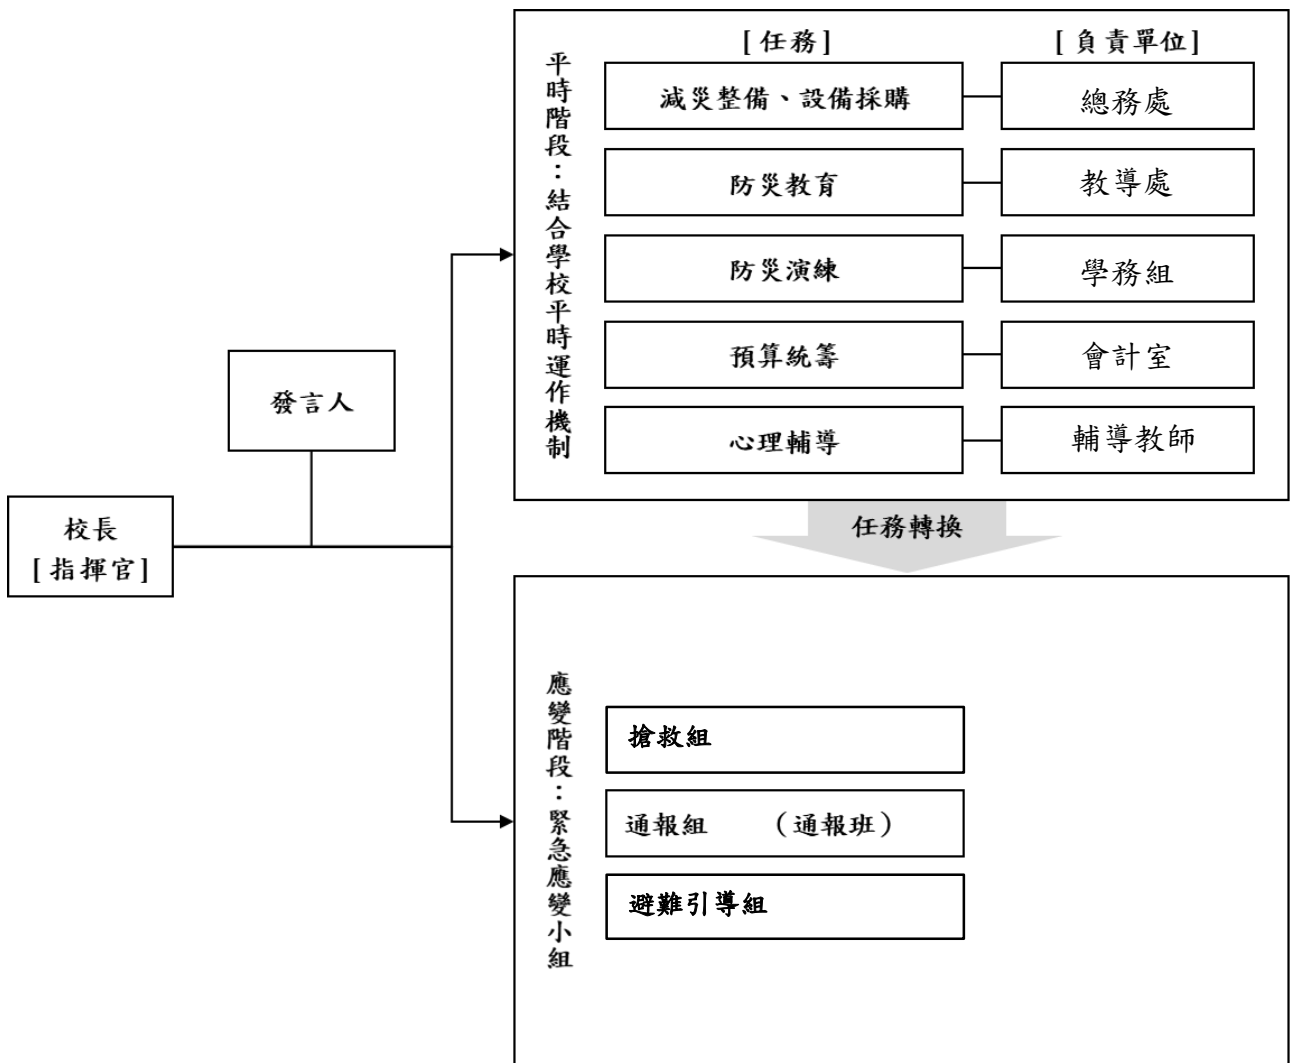 [任務]
[負責單位]
平時階段：結合學校平時運作機制
減災整備、設備採購
總務處
防災教育
教導處
防災演練
學務組
預算統籌
會計室
心理輔導
輔導教師
發言人
校長
[指揮官]
任務轉換
應變階段：緊急應變小組
搶救組
通報組 （通報班）
避難引導組